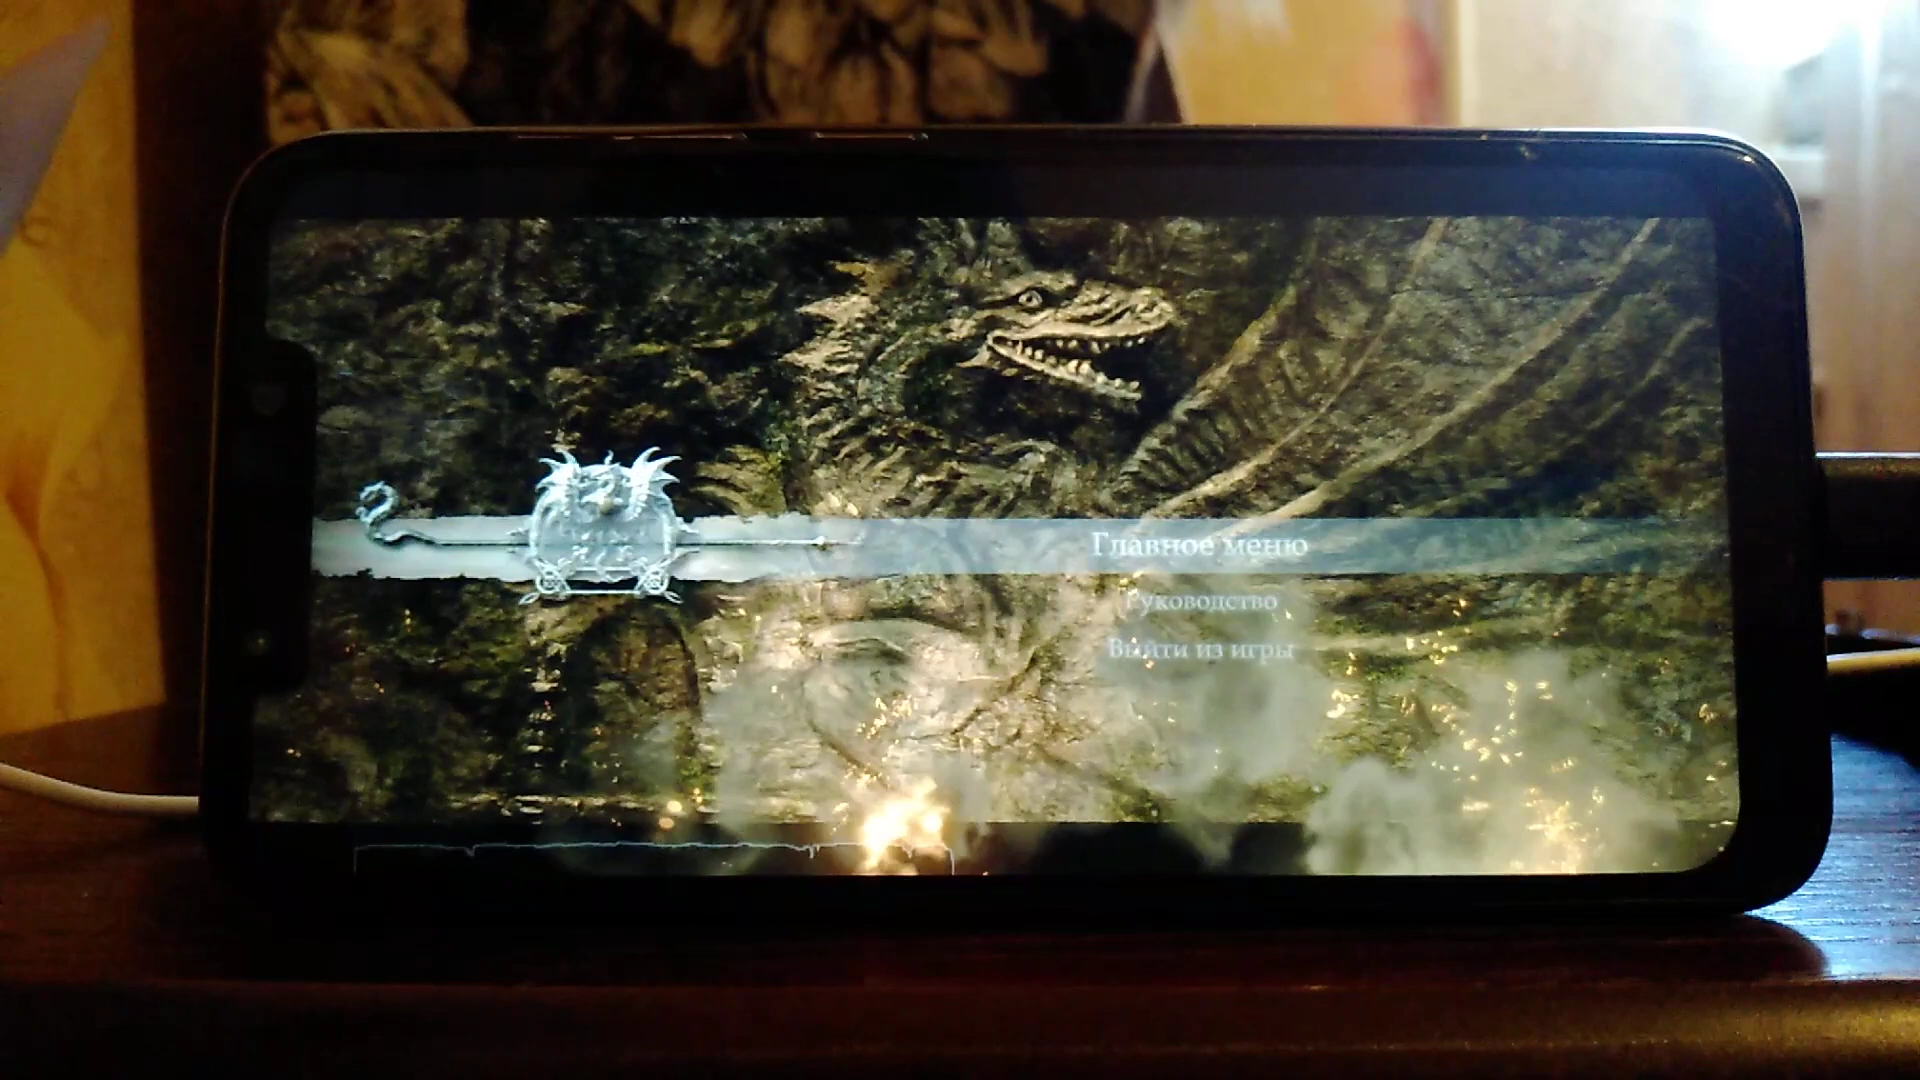 Главное меню
Руководство
Выйти из игры